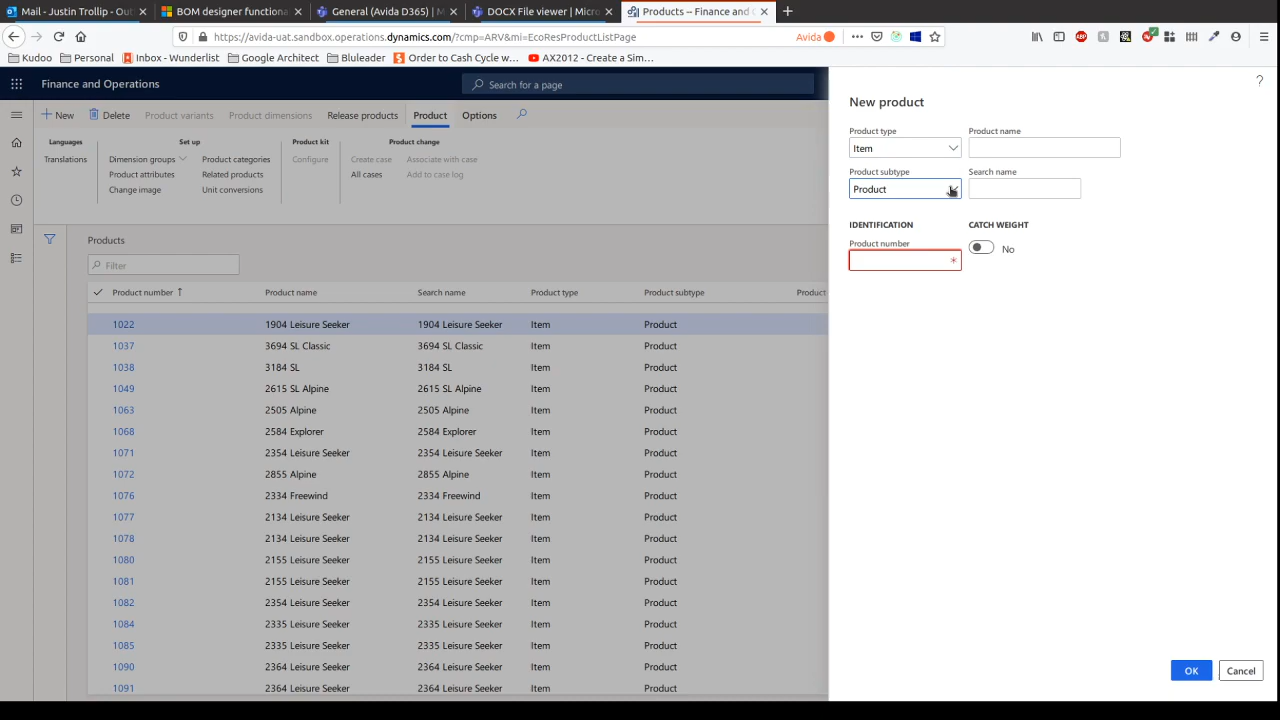 Mail - Justin Trollip - Out
BOM designer functiona
General (Avida D365) | M
DOCX File viewer | Micros
Products -- Finance and
https://avida-uat.sandbox.operations.dynamics.com/?cmp=ARV&mi=EcoResProductListPage
Avida
Kudoo
Personal
Inbox - Wunderlist
Google Architect
Bluleader
Order to Cash Cycle w...
AX2012 - Create a Sim...
Finance and Operations
Search for a page
?
New
Delete
Product variants
Product dimensions
Release products
Product
Options
Languages
Set up
Product kit
Product change
Translations
Dimension groups
Product categories
Configure
Create case
Associate with case
Product attributes
Related products
All cases
Add to case log
Change image
Unit conversions
Products
Filter
Product number
Product name
Search name
Product type
Product subtype
Product
1022 1904 Leisure Seeker 1904 Leisure Seeker Item Product
1037 3694 SL Classic 3694 SL Classic Item Product
1038 3184 SL 3184 SL Item Product
1049 2615 SL Alpine 2615 SL Alpine Item Product
1063 2505 Alpine 2505 Alpine Item Product
1068 2584 Explorer 2584 Explorer Item Product
1071 2354 Leisure Seeker 2354 Leisure Seeker Item Product
1072 2855 Alpine 2855 Alpine Item Product
1076 2334 Freewind 2334 Freewind Item Product
1077 2134 Leisure Seeker 2134 Leisure Seeker Item Product
1078 2134 Leisure Seeker 2134 Leisure Seeker Item Product
1080 2155 Leisure Seeker 2155 Leisure Seeker Item Product
1081 2155 Leisure Seeker 2155 Leisure Seeker Item Product
1082 2354 Leisure Seeker 2354 Leisure Seeker Item Product
1084 2335 Leisure Seeker 2335 Leisure Seeker Item Product
1085 2335 Leisure Seeker 2335 Leisure Seeker Item Product
1090 2364 Leisure Seeker 2364 Leisure Seeker Item Product
1091 2364 Leisure Seeker 2364 Leisure Seeker Item Product
New product
Product type
Product name
Item
Product subtype
Search name
Product
IDENTIFICATION
CATCH WEIGHT
Product number
No
*
OK
Cancel